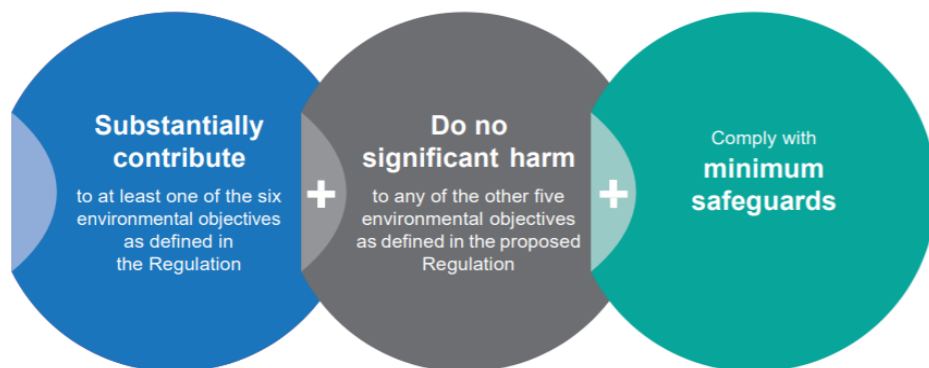 Substantially
contribute
to at least one of the six
environmental objectives
as defined in
the Regulation
+
Do no
significant harm
to any of the other five
environmental objectives
as defined in the proposed
Regulation
+
Comply with
minimum
safeguards